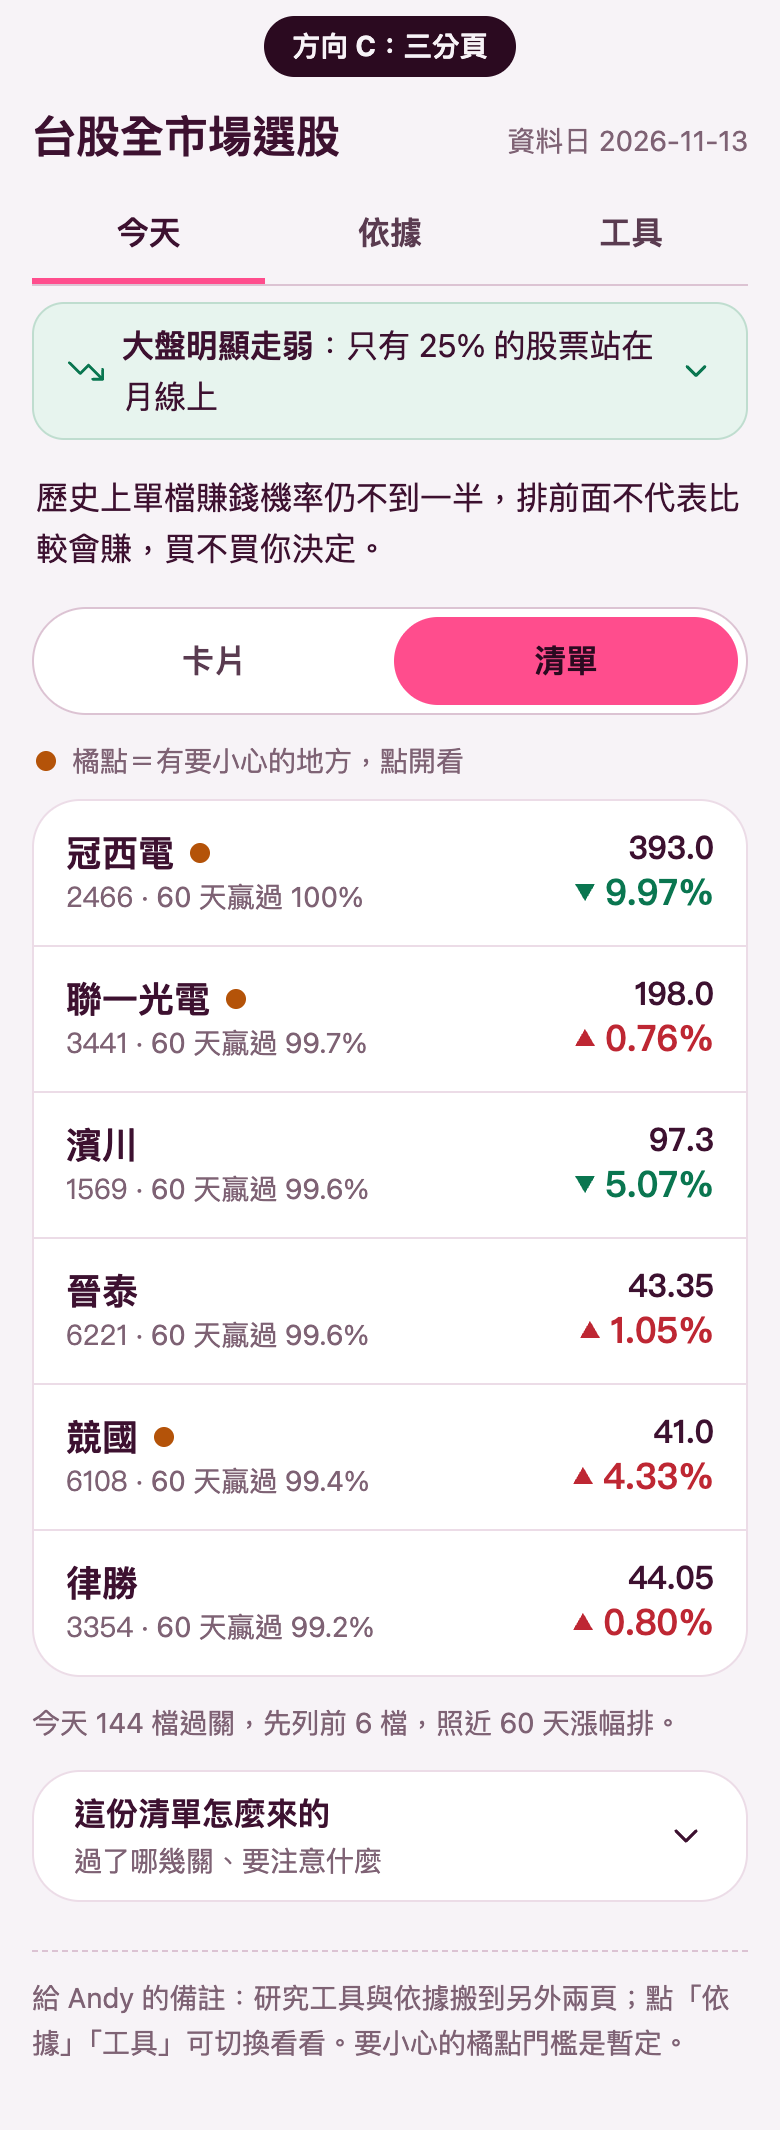 方向 C：三分頁
台股全市場選股
資料日 2026-11-13
今天
依據
工具
大盤明顯走弱：只有 25% 的股票站在
月線上
歷史上單檔賺錢機率仍不到一半，排前面不代表比
較會賺，買不買你決定。
卡片
清單
橘點＝有要小心的地方，點開看
冠西電
393.0
2466 · 60 天贏過 100%
▼ 9.97%
聯一光電
198.0
3441 · 60 天贏過 99.7%
▲ 0.76%
濱川
97.3
1569 · 60 天贏過 99.6%
▼ 5.07%
晉泰
43.35
6221 · 60 天贏過 99.6%
▲ 1.05%
競國
41.0
6108 · 60 天贏過 99.4%
▲ 4.33%
律勝
44.05
3354 · 60 天贏過 99.2%
▲ 0.80%
今天 144 檔過關，先列前 6 檔，照近 60 天漲幅排。
這份清單怎麼來的
過了哪幾關、要注意什麼
給 Andy 的備註：研究工具與依據搬到另外兩頁；點「依
據」「工具」可切換看看。要小心的橘點門檻是暫定。